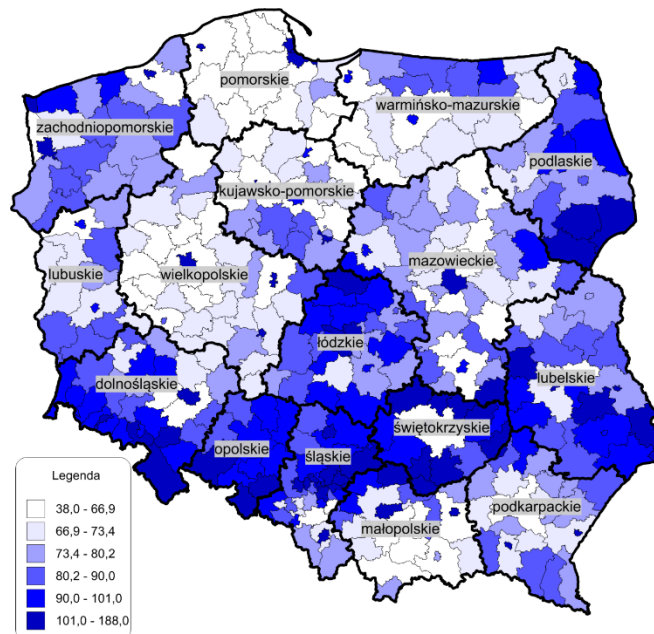 pomorskie
warmińsko-mazurskie
zachodniopomorskie
podlaskie
kujawsko-pomorskie
mazowieckie
lubuskie
wielkopolskie
łódzkie
dolnośląskie
lubelskie
świętokrzyskie
opolskie
śląskie
podkarpackie
małopolskie
Legenda
38,0 - 66,9
66,9 - 73,4
73,4 - 80,2
80,2 - 90,0
90,0 - 101,0
101,0 - 188,0